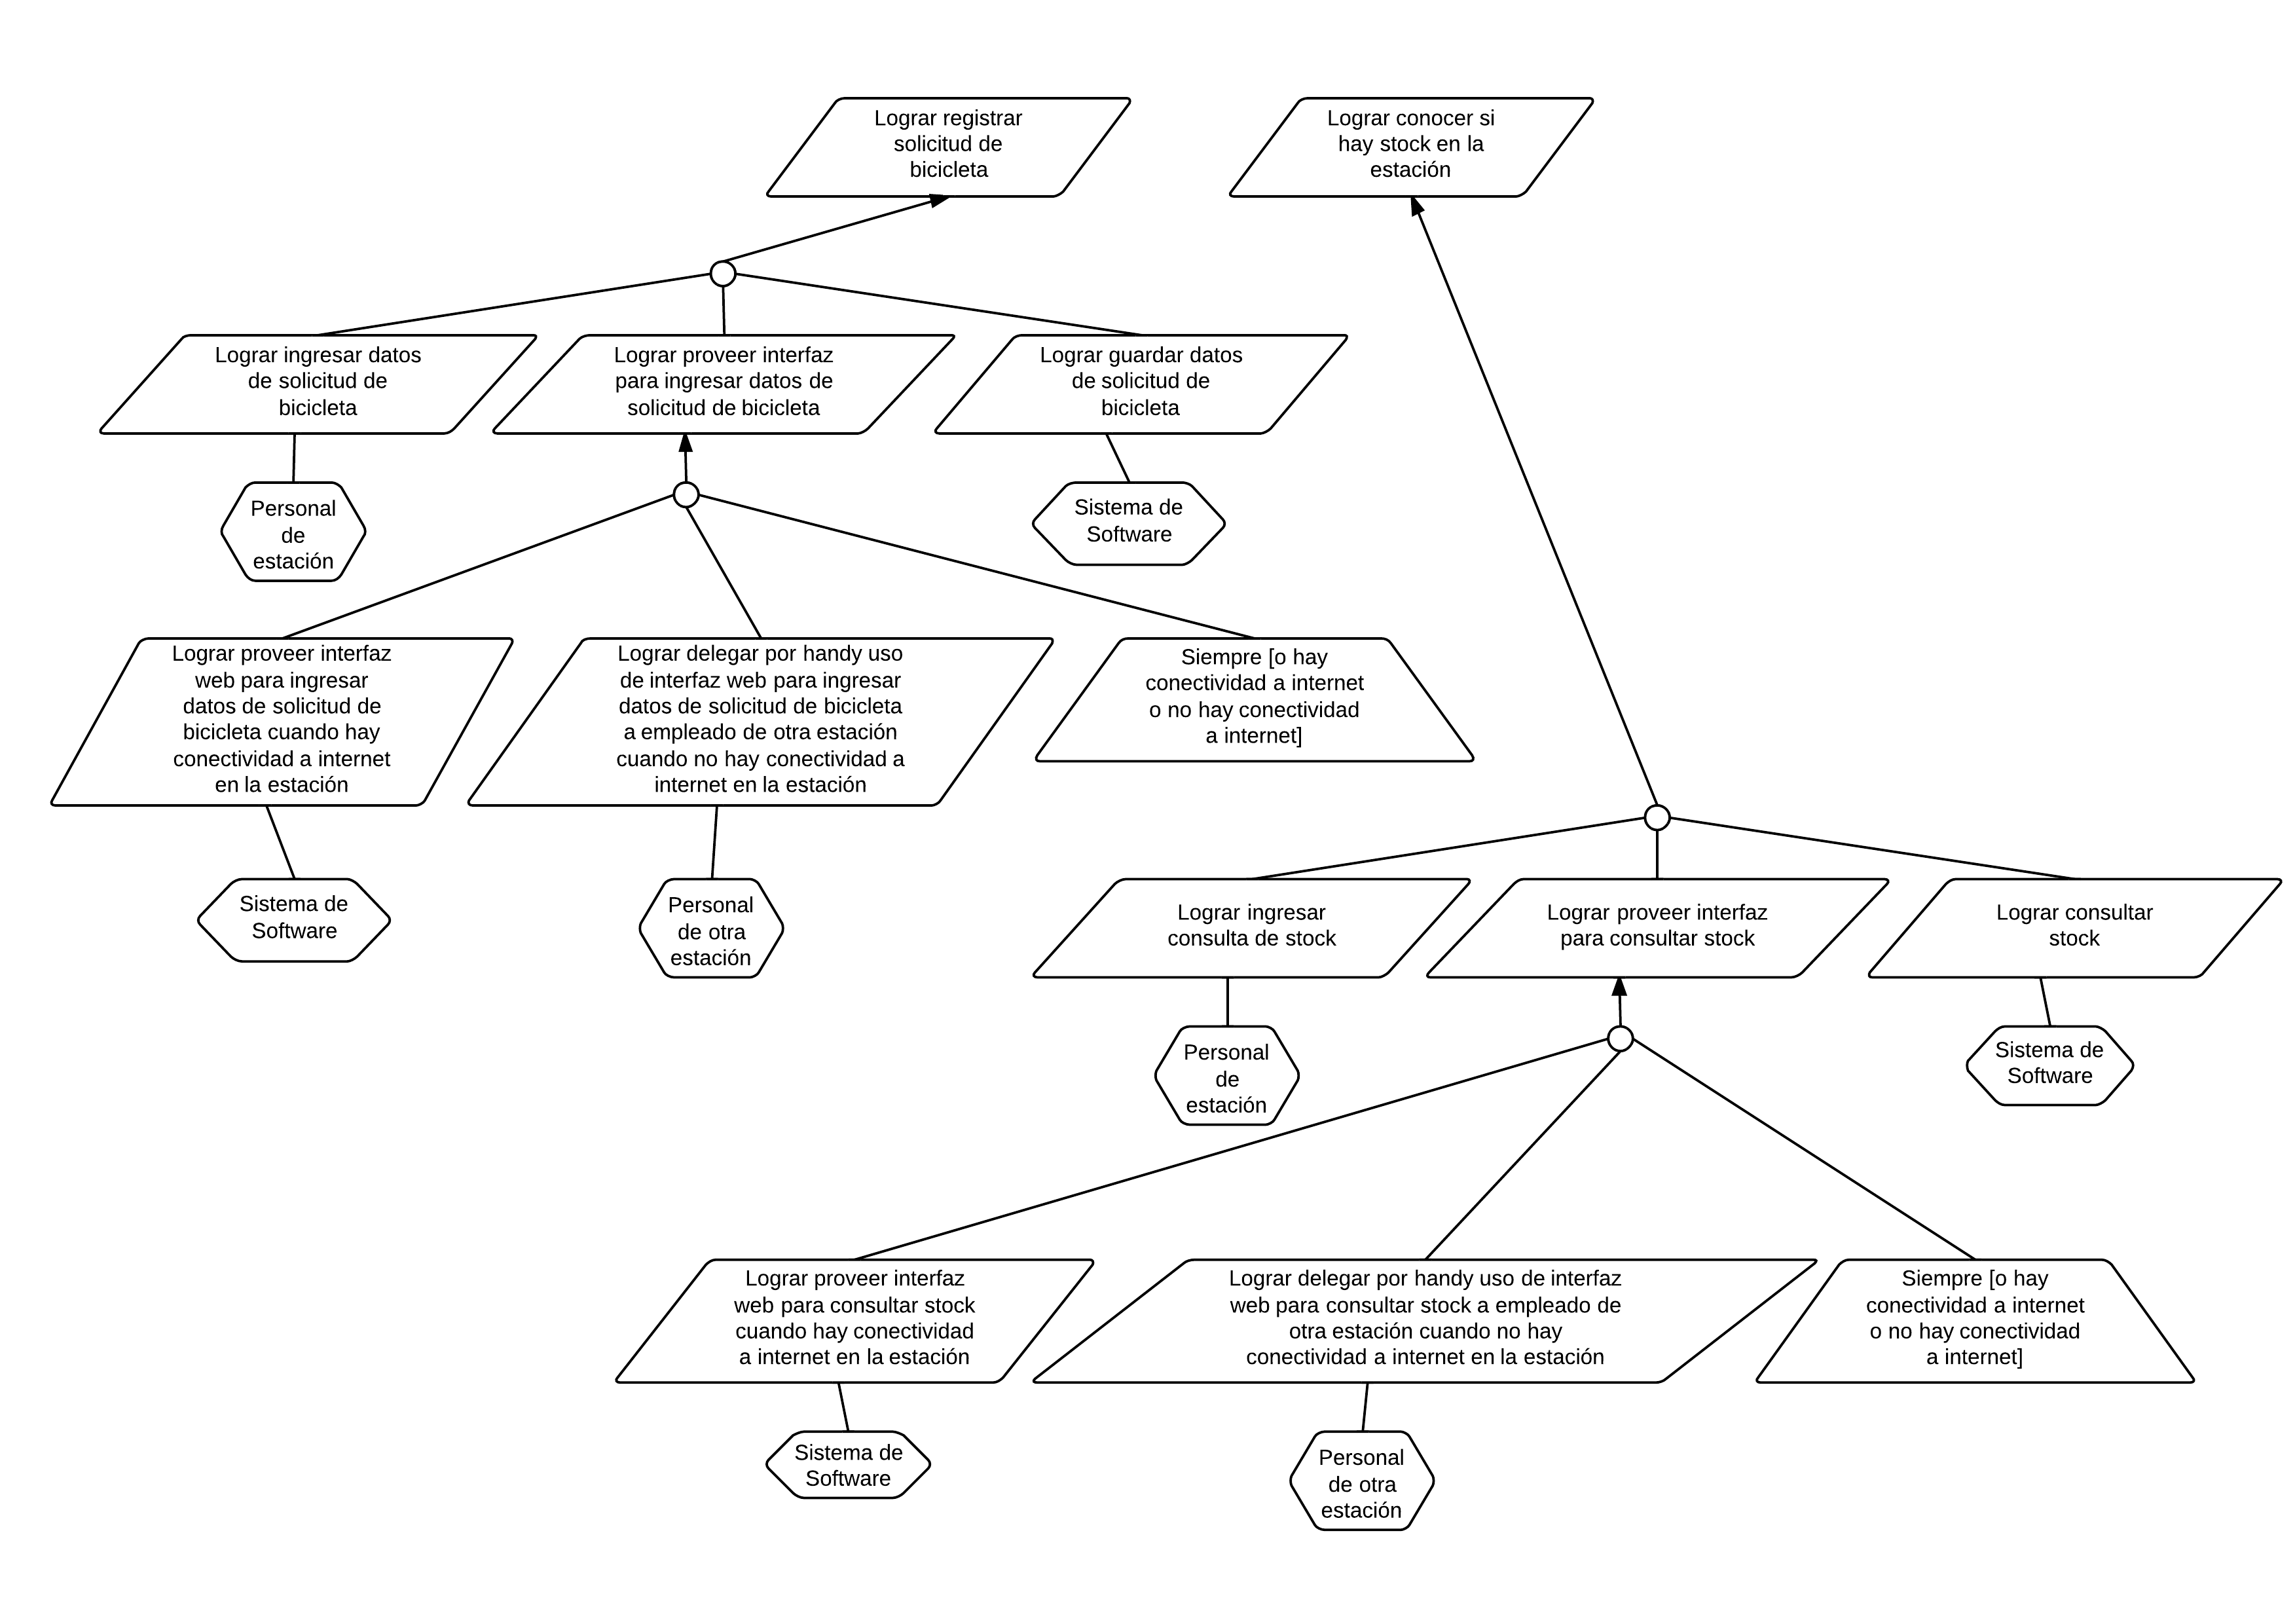 Lograr registrar
solicitud de
bicicleta
Lograr conocer si
hay stock en la
estación
Lograr ingresar datos
de solicitud de
bicicleta
Lograr proveer interfaz
para ingresar datos de
solicitud de bicicleta
Lograr guardar datos
de solicitud de
bicicleta
Personal
de
estación
Sistema de
Software
Lograr proveer interfaz
web para ingresar
datos de solicitud de
bicicleta cuando hay
conectividad a internet
en la estación
Lograr delegar por handy uso
de interfaz web para ingresar
datos de solicitud de bicicleta
a empleado de otra estación
cuando no hay conectividad a
internet en la estación
Siempre [o hay
conectividad a internet
o no hay conectividad
a internet]
Sistema de
Software
Personal
de otra
estación
Lograr ingresar
consulta de stock
Lograr proveer interfaz
para consultar stock
Lograr consultar
stock
Personal
de
estación
Sistema de
Software
Lograr proveer interfaz
web para consultar stock
cuando hay conectividad
a internet en la estación
Lograr delegar por handy uso de interfaz
web para consultar stock a empleado de
otra estación cuando no hay
conectividad a internet en la estación
Siempre [o hay
conectividad a internet
o no hay conectividad
a internet]
Sistema de
Software
Personal
de otra
estación